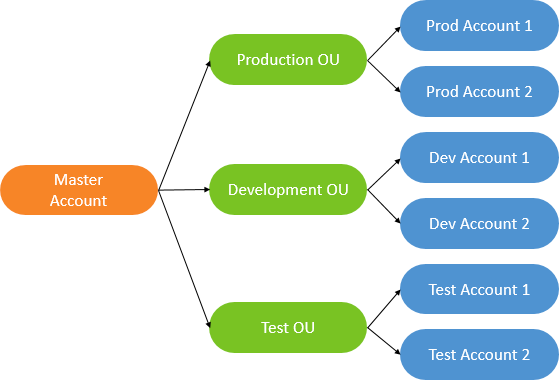 Master
Account
Production OU
Development OU
Test OU
Prod Account 1
Prod Account 2
Dev Account 1
Dev Account 2
Test Account 1
Test Account 2